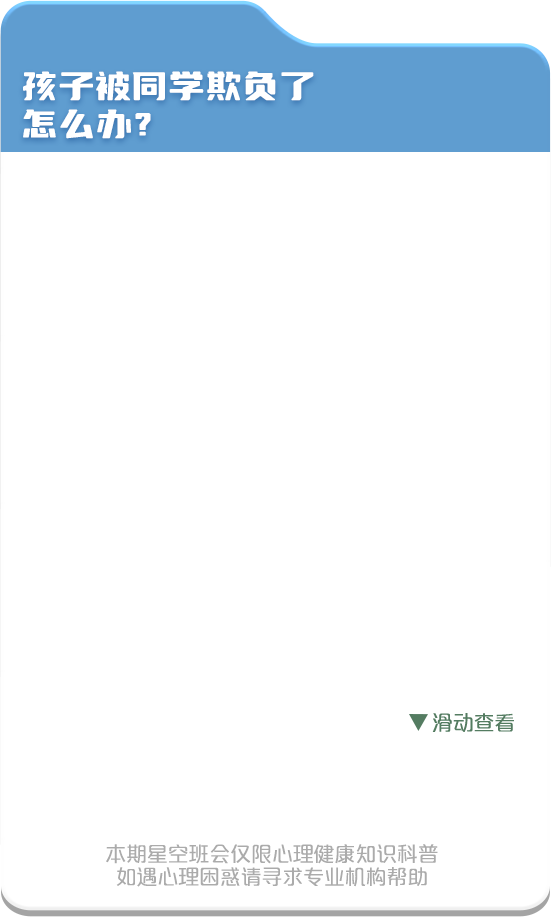 孩子被同学欺负了
怎么办?
▼滑动查看
本期星空班会仅限心理健康知识科普
如遇心理困惑请寻求专业机构帮助